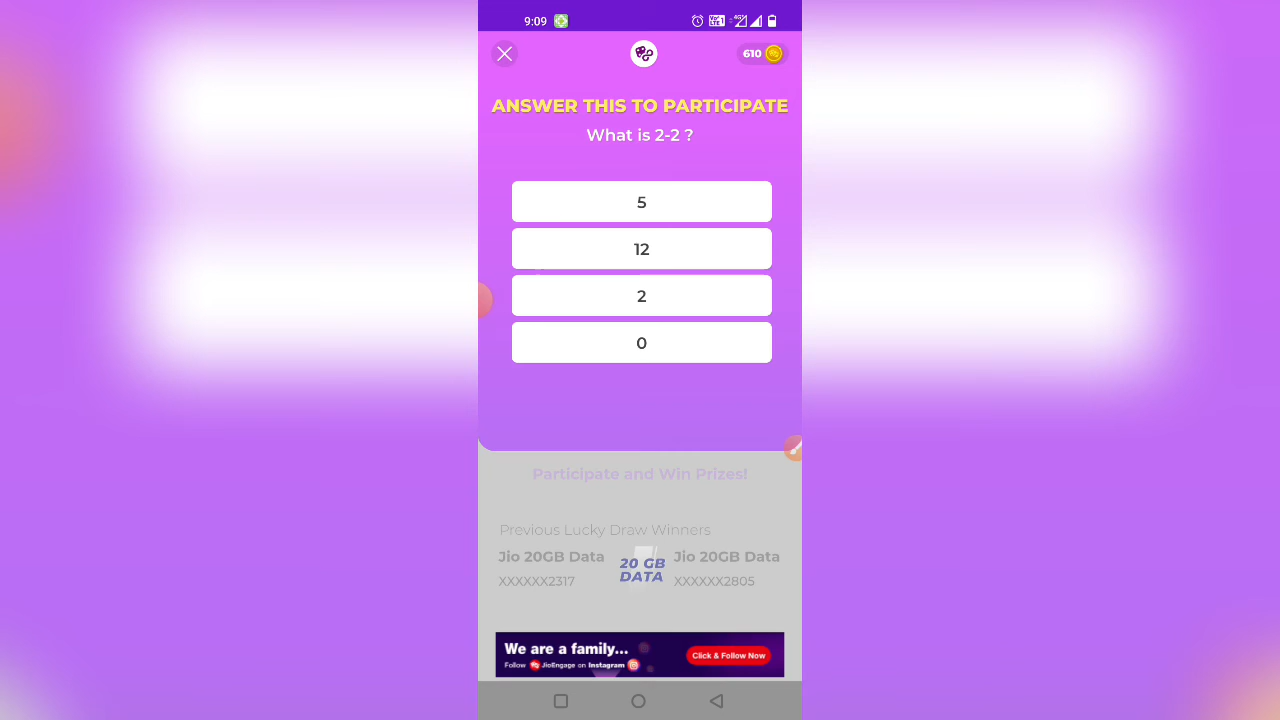 9:09
610
ANSWER THIS TO PARTICIPATE
What is 2-2 ?
5
12
2
0
Participate and Win Prizes!
Previous Lucky Draw Winners
Jio 20GB Data
XXXXXX2317
20 GB
DATA
Jio 20GB Data
XXXXXX2805
We are a family...
Follow JioEngage on Instagram
Click & Follow Now